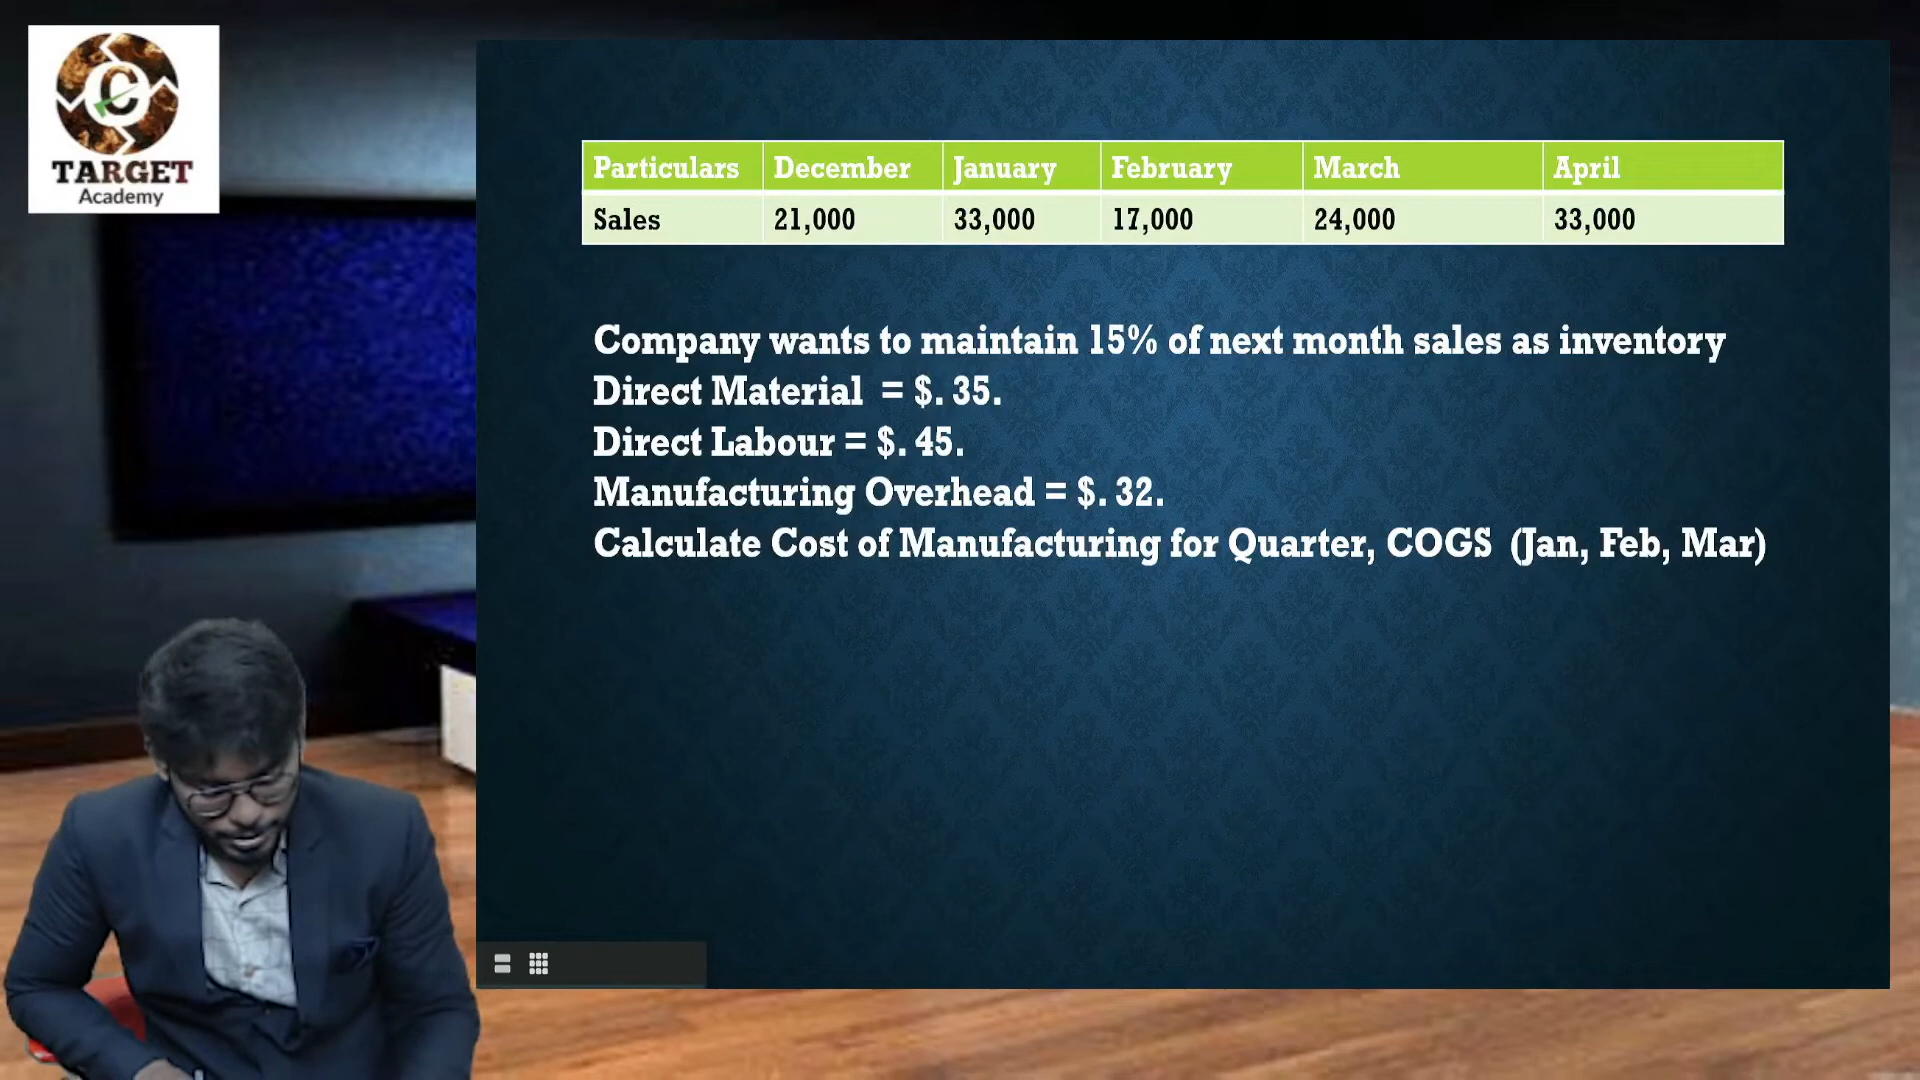 C
TARGET
Academy
Particulars December January February March April
Sales 21,000 33,000 17,000 24,000 33,000
Company wants to maintain 15% of next month sales as inventory
Direct Material = $. 35.
Direct Labour = $. 45.
Manufacturing Overhead = $. 32.
Calculate Cost of Manufacturing for Quarter, COGS (Jan, Feb, Mar)